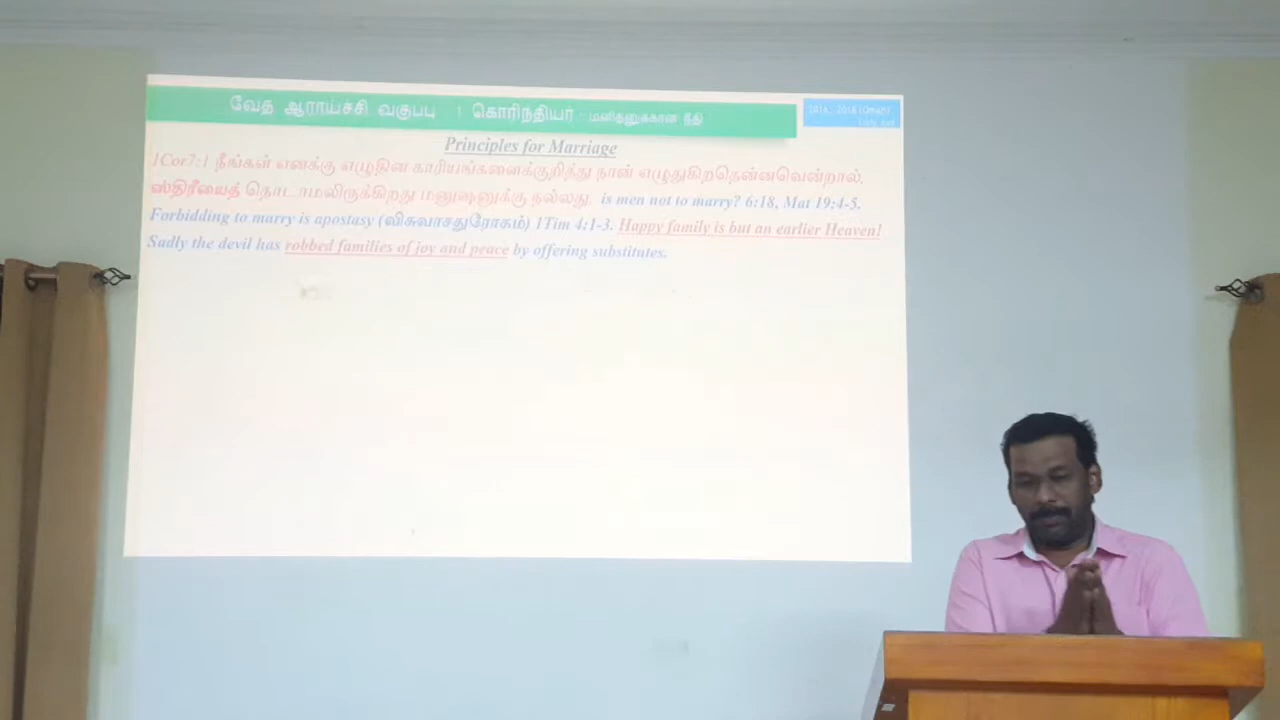 வேத ஆராய்ச்சி வகுப்பு 1 கொரிந்தியர் : மனிதனுக்கான நீதி
Principles for Marriage
1Cor7:1 நீங்கள் எனக்கு எழுதின காரியங்களைக்குறித்து நான் எழுதுகிறதென்னவென்றால்,
ஸ்திரீயைத் தொடாமலிருக்கிறது மனுஷனுக்கு நல்லது. is men not to marry? 6:18, Mat 19:4-5.
Forbidding to marry is apostasy (விசுவாசதுரோகம்) 1Tim 4:1-3. Happy family is but an earlier Heaven!
Sadly the devil has robbed families of joy and peace by offering substitutes.